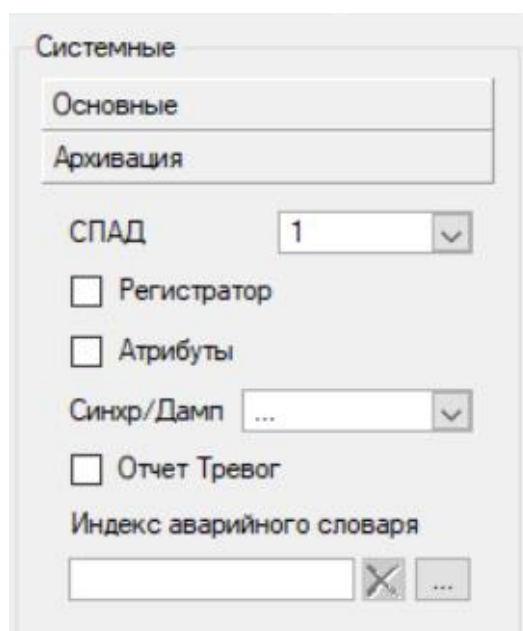 Системные
Основные
Архивация
СПАД 1
Регистратор
Атрибуты
Синхр/Дамп ...
Отчет Тревог
Индекс аварийного словаря
...